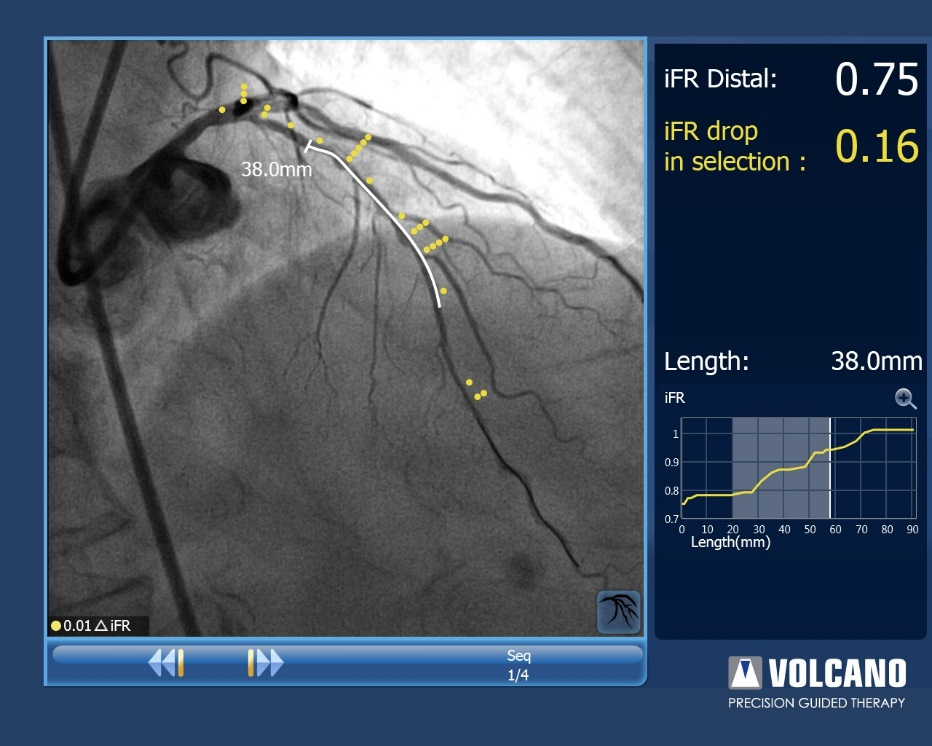 iFR Distal: 0.75
iFR drop
in selection : 0.16
38.0mm
Length: 38.0mm
iFR
1
0.9
0.8
0.7
0 10 20 30 40 50 60 70 80 90
Length(mm)
0.01 △ iFR
Seq
1/4
VOLCANO
PRECISION GUIDED THERAPY